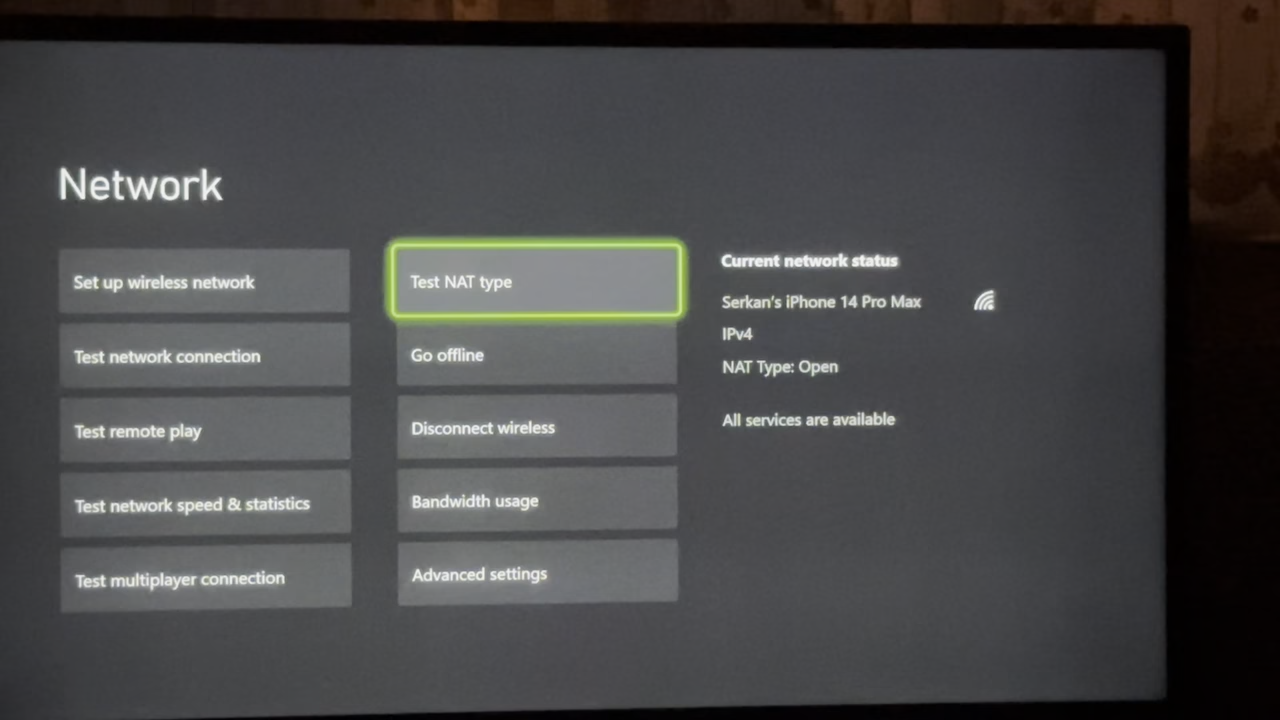 Network
Set up wireless network
Test network connection
Test remote play
Test network speed & statistics
Test multiplayer connection
Test NAT type
Go offline
Disconnect wireless
Bandwidth usage
Advanced settings
Current network status
Serkan's iPhone 14 Pro Max
IPv4
NAT Type: Open
All services are available